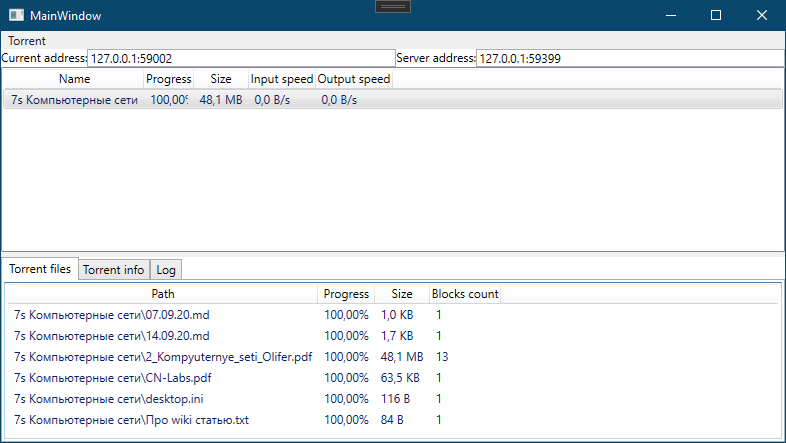 MainWindow
Torrent
Current address: 127.0.0.1:59002 Server address: 127.0.0.1:59399
Name Progress Size Input speed Output speed
7s Компьютерные сети 100,00% 48,1 MB 0,0 B/s 0,0 B/s
Torrent files Torrent info Log
Path Progress Size Blocks count
7s Компьютерные сети\07.09.20.md 100,00% 1,0 KB 1
7s Компьютерные сети\14.09.20.md 100,00% 1,7 KB 1
7s Компьютерные сети\2_Kompyuternye_seti_Olifer.pdf 100,00% 48,1 MB 13
7s Компьютерные сети\CN-Labs.pdf 100,00% 63,5 KB 1
7s Компьютерные сети\desktop.ini 100,00% 116 B 1
7s Компьютерные сети\Про wiki статью.txt 100,00% 84 B 1